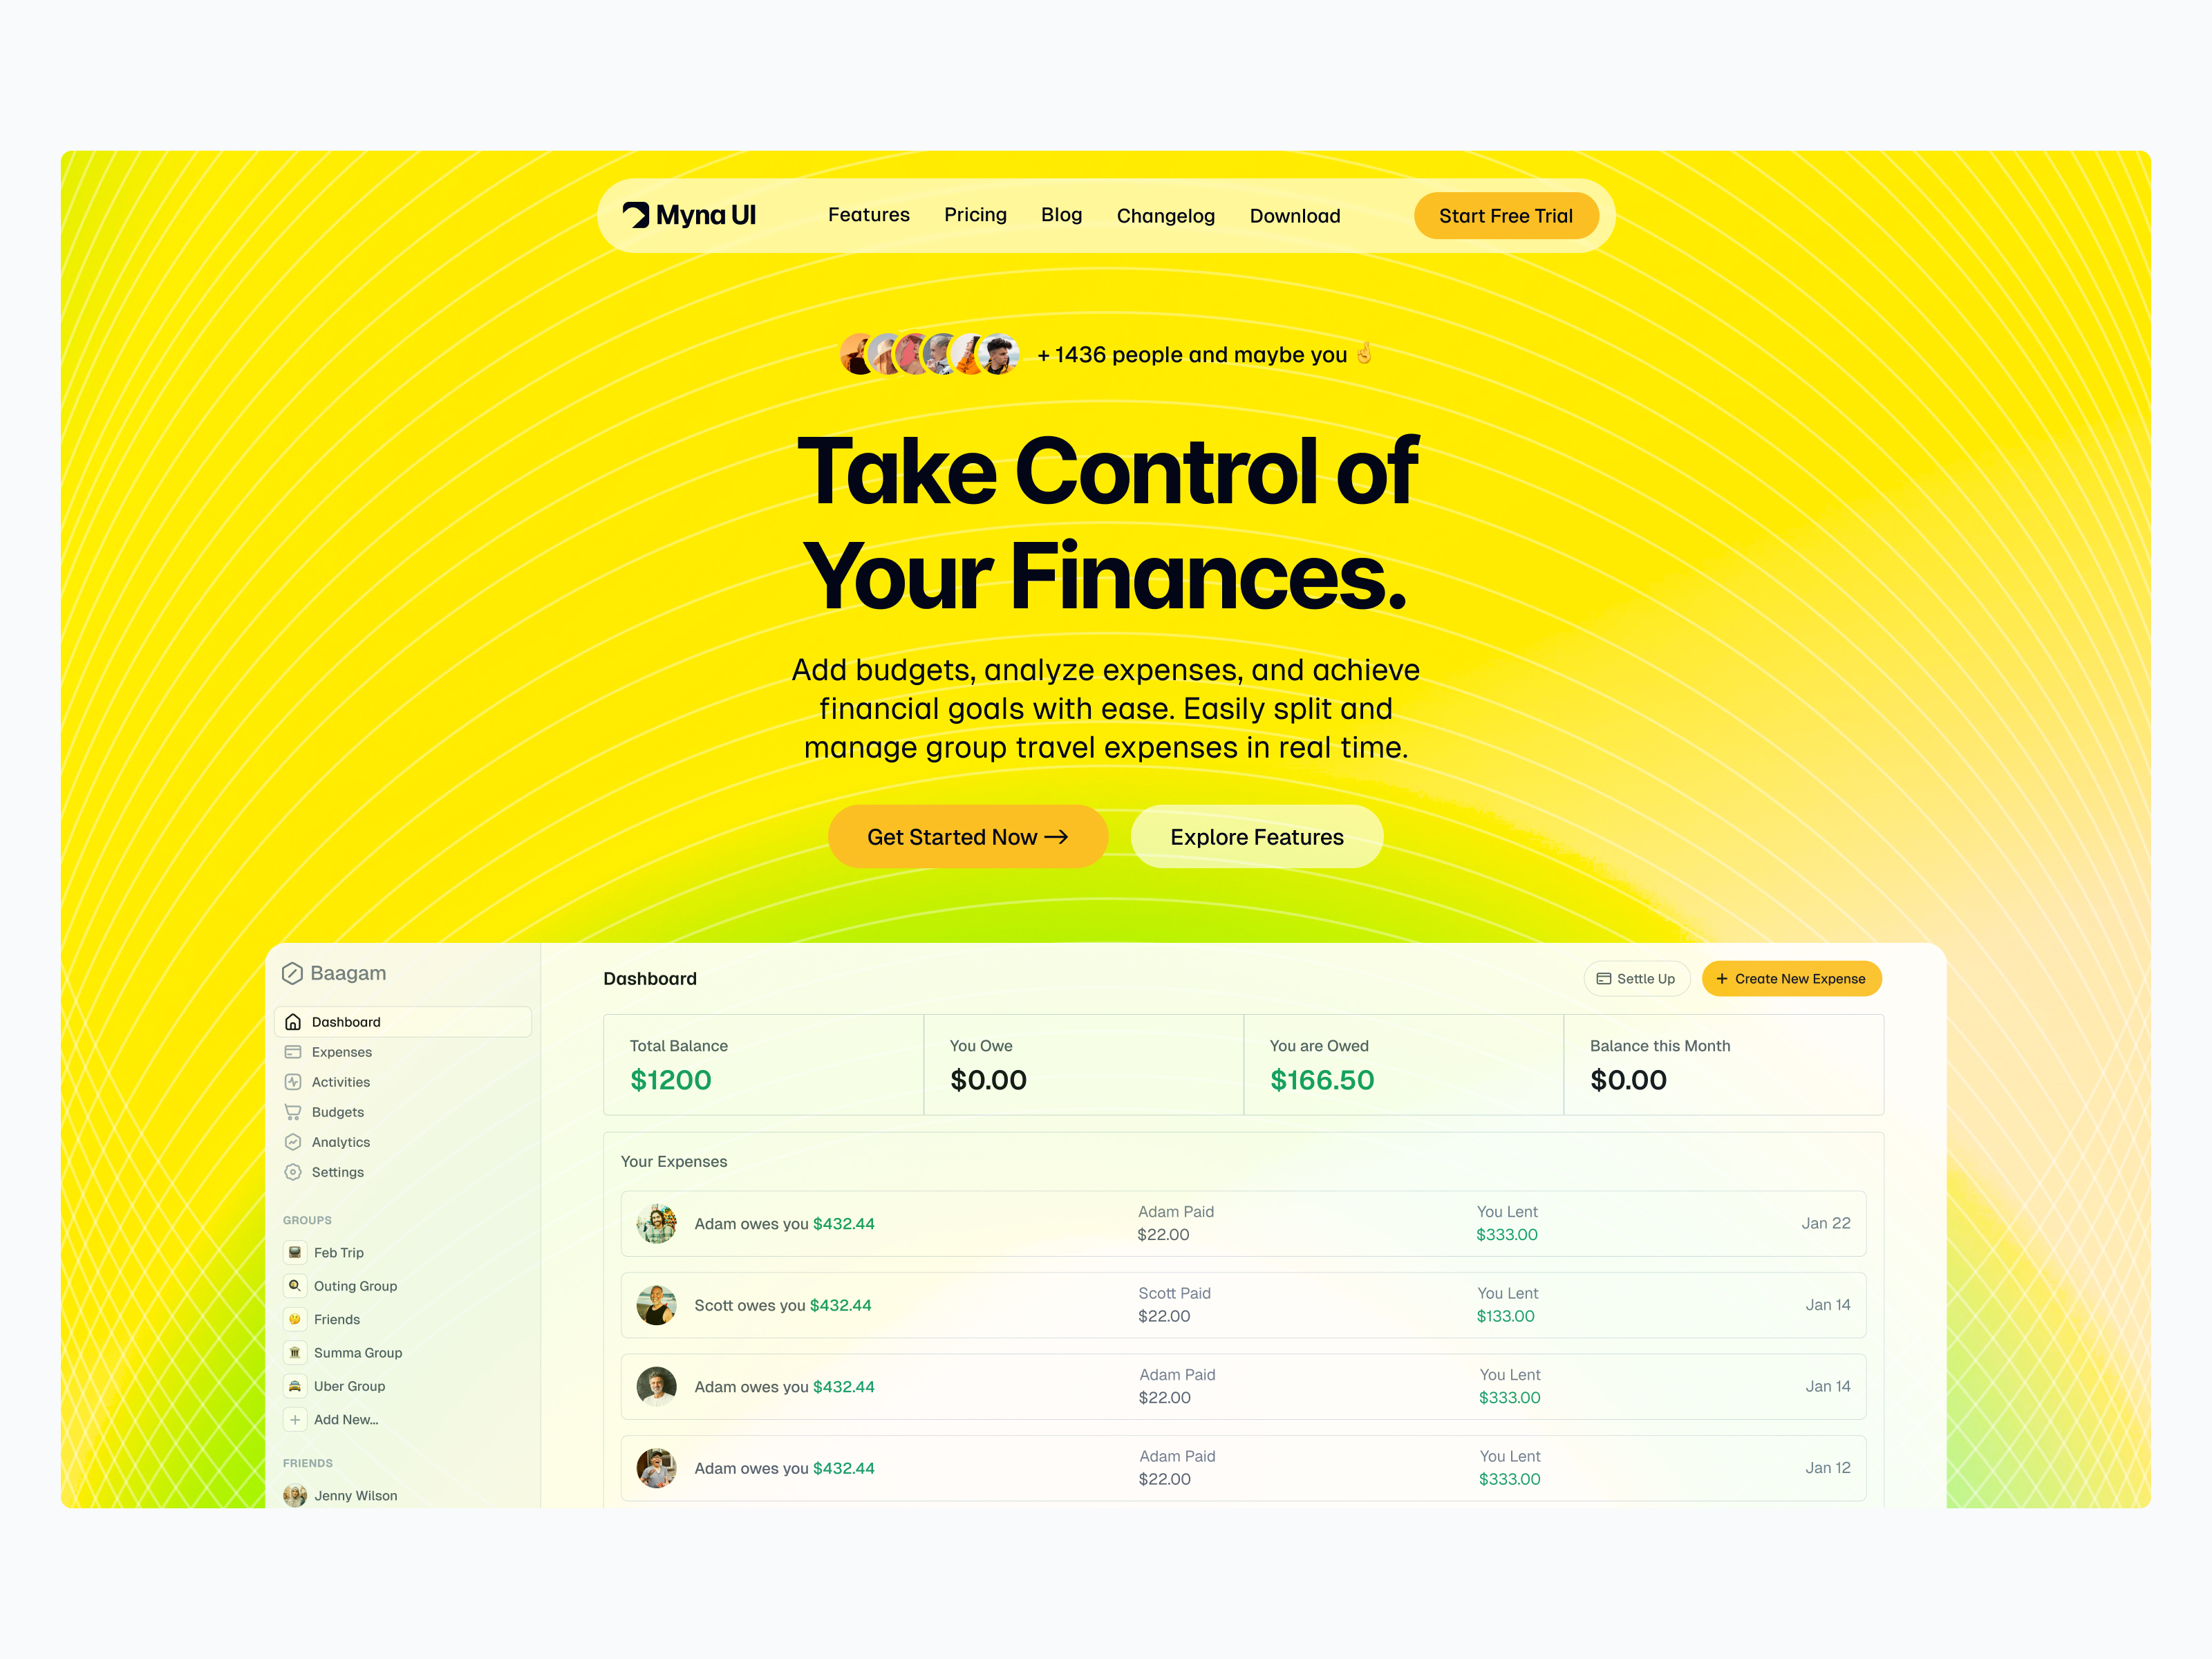 Myna UI
Features
Pricing
Blog
Changelog
Download
Start Free Trial
+ 1436 people and maybe you 🤞
Take Control of
Your Finances.
Add budgets, analyze expenses, and achieve
financial goals with ease. Easily split and
manage group travel expenses in real time.
Get Started Now →
Explore Features
Baagam
Dashboard
Expenses
Activities
Budgets
Analytics
Settings
GROUPS
Feb Trip
Outing Group
Friends
Summa Group
Uber Group
+ Add New...
FRIENDS
Jenny Wilson
Dashboard
Settle Up
+ Create New Expense
Total Balance
$1200
You Owe
$0.00
You are Owed
$166.50
Balance this Month
$0.00
Your Expenses
Adam owes you $432.44
Adam Paid
$22.00
You Lent
$333.00
Jan 22
Scott owes you $432.44
Scott Paid
$22.00
You Lent
$133.00
Jan 14
Adam owes you $432.44
Adam Paid
$22.00
You Lent
$333.00
Jan 14
Adam owes you $432.44
Adam Paid
$22.00
You Lent
$333.00
Jan 12